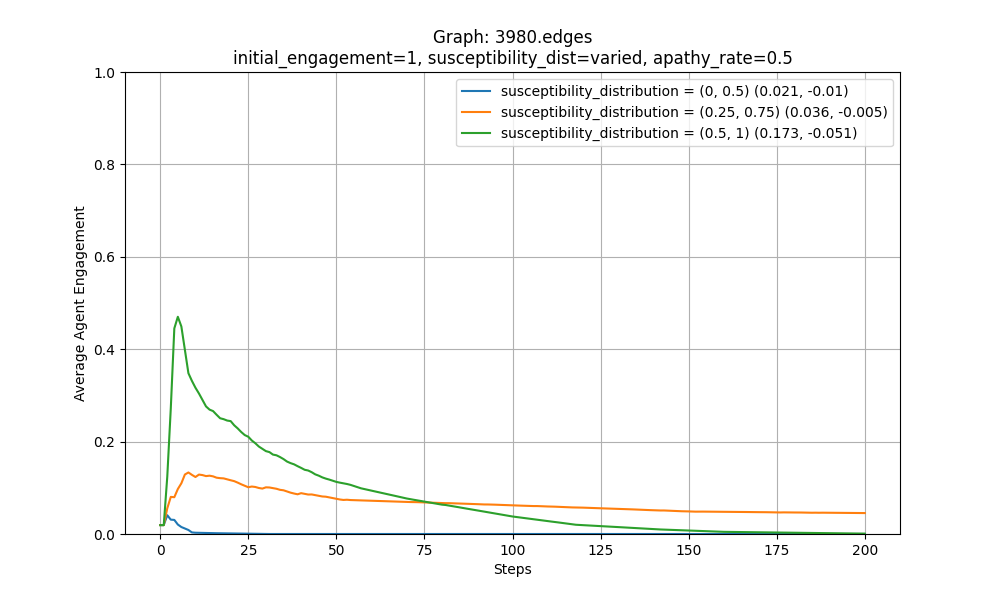 Graph: 3980.edges
initial_engagement=1, susceptibility_dist=varied, apathy_rate=0.5
susceptibility_distribution = (0, 0.5) (0.021, -0.01)
susceptibility_distribution = (0.25, 0.75) (0.036, -0.005)
susceptibility_distribution = (0.5, 1) (0.173, -0.051)
Average Agent Engagement
1.0
0.8
0.6
0.4
0.2
0.0
0 25 50 75 100 125 150 175 200
Steps